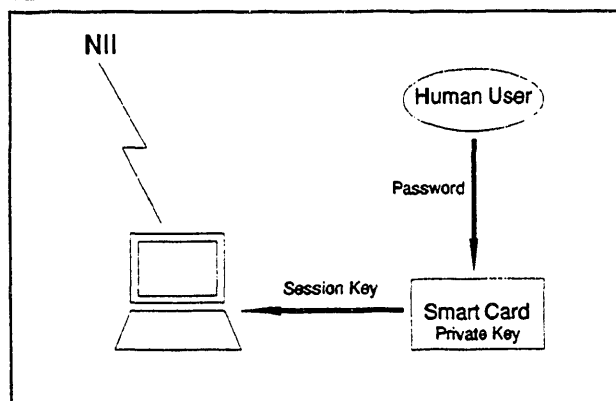 NII
Human User
Password
Session Key
Smart Card
Private Key